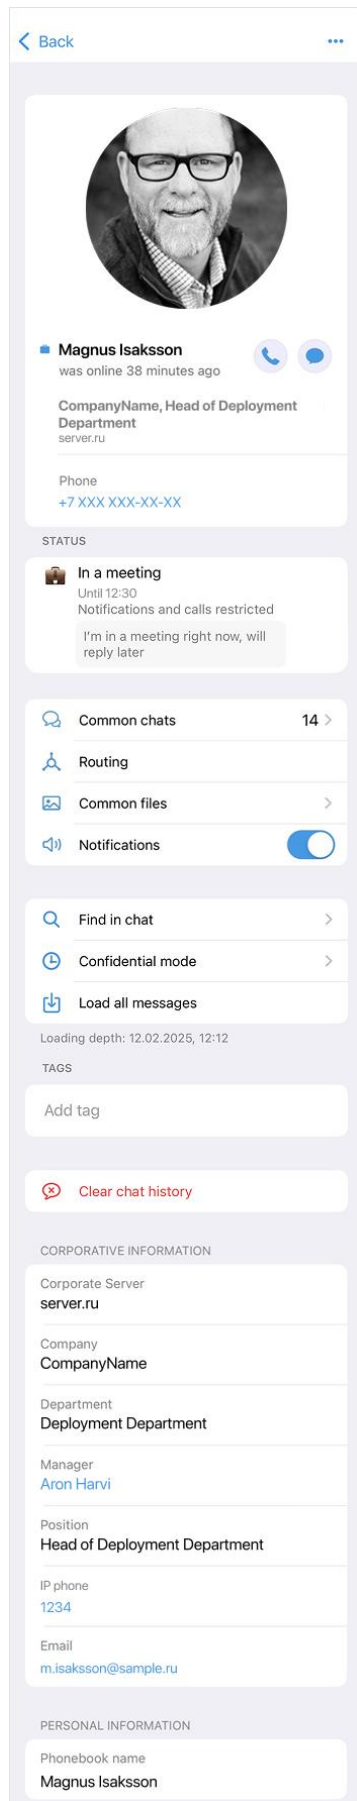 Back
Magnus Isaksson
was online 38 minutes ago
CompanyName, Head of Deployment
Department
server.ru
Phone
+7 XXX XXX-XX-XX
STATUS
In a meeting
Until 12:30
Notifications and calls restricted
I'm in a meeting right now, will
reply later
Common chats 14
Routing
Common files
Notifications
Find in chat
Confidential mode
Load all messages
Loading depth: 12.02.2025, 12:12
TAGS
Add tag
Clear chat history
CORPORATIVE INFORMATION
Corporate Server
server.ru
Company
CompanyName
Department
Deployment Department
Manager
Aron Harvi
Position
Head of Deployment Department
IP phone
1234
Email
m.isaksson@sample.ru
PERSONAL INFORMATION
Phonebook name
Magnus Isaksson